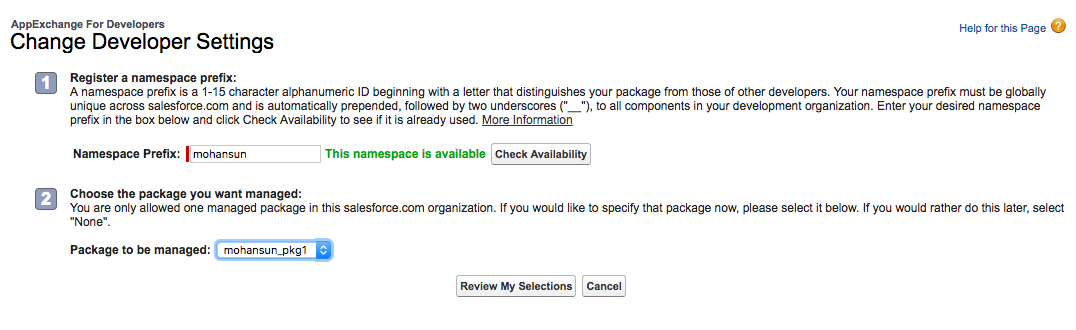 AppExchange For Developers
Change Developer Settings
Help for this Page ?
1
Register a namespace prefix:
A namespace prefix is a 1-15 character alphanumeric ID beginning with a letter that distinguishes your package from those of other developers. Your namespace prefix must be globally
unique across salesforce.com and is automatically prepended, followed by two underscores ("__"), to all components in your development organization. Enter your desired namespace
prefix in the box below and click Check Availability to see if it is already used. More Information
Namespace Prefix: mohansun This namespace is available Check Availability
2
Choose the package you want managed:
You are only allowed one managed package in this salesforce.com organization. If you would like to specify that package now, please select it below. If you would rather do this later, select
"None".
Package to be managed: mohansun_pkg1
Review My Selections Cancel